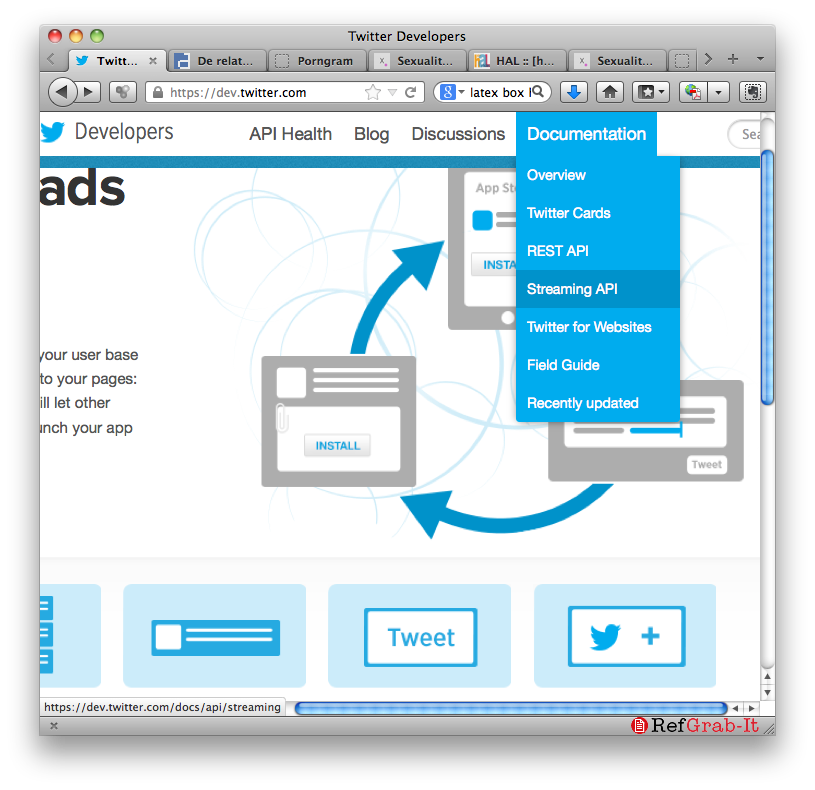 Twitter Developers
Twitt...
De relat...
Porngram
Sexualit...
HAL :: [h...
Sexualit...
https://dev.twitter.com
latex box
Developers
API Health
Blog
Discussions
Documentation
Sea
ads
Overview
Twitter Cards
REST API
Streaming API
Twitter for Websites
Field Guide
Recently updated
App Sto
INSTA
your user base
to your pages:
ill let other
unch your app
INSTALL
Tweet
Tweet
+
https://dev.twitter.com/docs/api/streaming
RefGrab-It